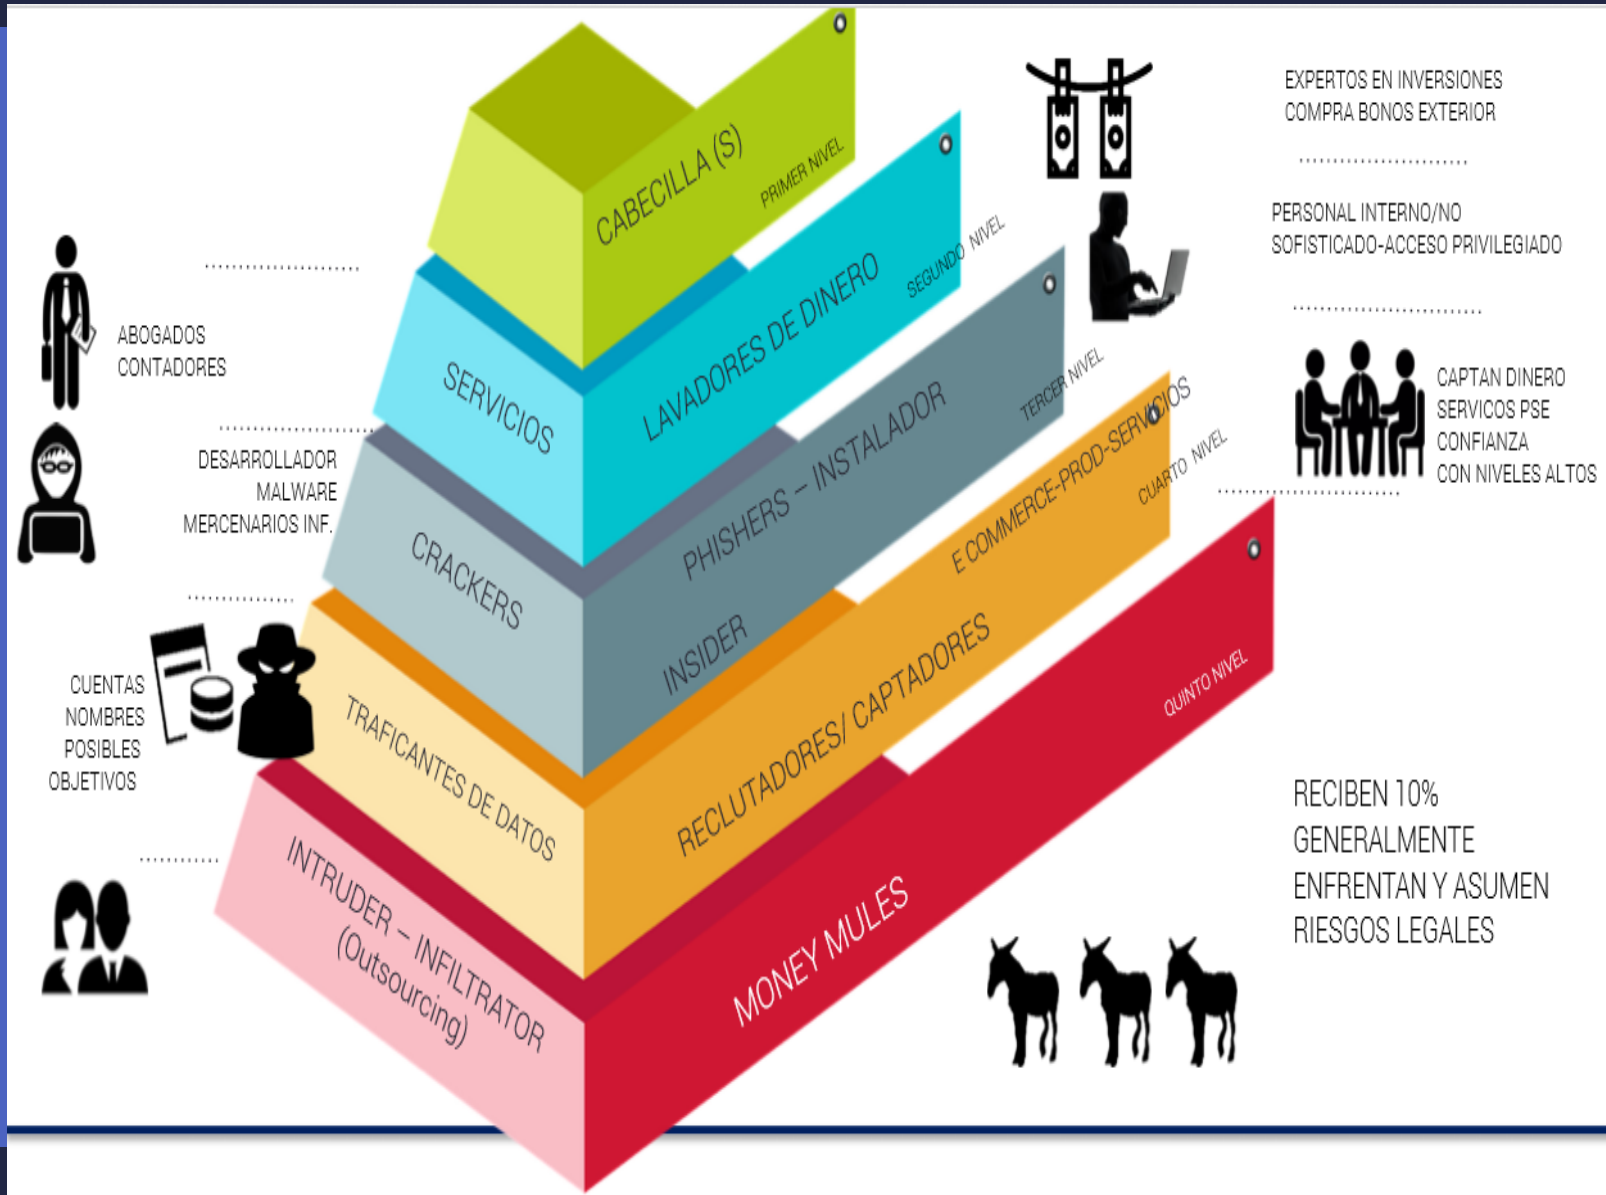 CABECILLA (S)
PRIMER NIVEL
EXPERTOS EN INVERSIONES
COMPRA BONOS EXTERIOR
SERVICIOS
LAVADORES DE DINERO
SEGUNDO NIVEL
ABOGADOS
CONTADORES
PERSONAL INTERNO/NO
SOFISTICADO-ACCESO PRIVILEGIADO
CRACKERS
PHISHERS – INSTALADOR
INSIDER
TERCER NIVEL
DESARROLLADOR
MALWARE
MERCENARIOS INF.
CAPTAN DINERO
SERVICOS PSE
CONFIANZA
CON NIVELES ALTOS
TRAFICANTES DE DATOS
E COMMERCE-PROD-SERVICIOS
RECLUTADORES/ CAPTADORES
CUARTO NIVEL
CUENTAS
NOMBRES
POSIBLES
OBJETIVOS
INTRUDER – INFILTRATOR
(Outsourcing)
MONEY MULES
QUINTO NIVEL
RECIBEN 10%
GENERALMENTE
ENFRENTAN Y ASUMEN
RIESGOS LEGALES